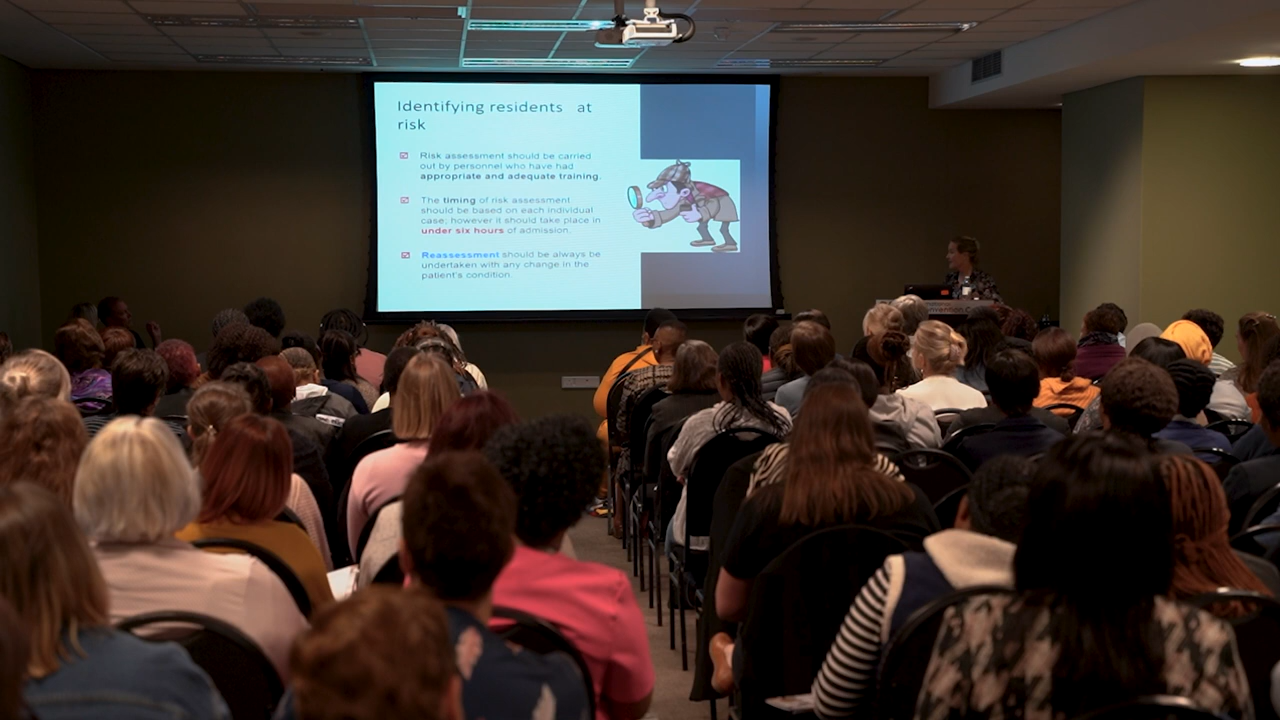 Identifying residents at
risk
Risk assessment should be carried
out by personnel who have had
appropriate and adequate training.
The timing of risk assessment
should be based on each individual
case; however it should take place in
under six hours of admission.
Reassessment should be always be
undertaken with any change in the
patient's condition.